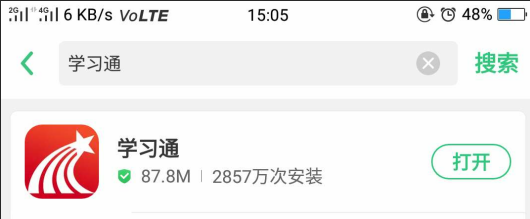 2G 4G 6 KB/s VoLTE 15:05 48%
学习通 搜索
学习通
87.8M 2857万次安装
打开